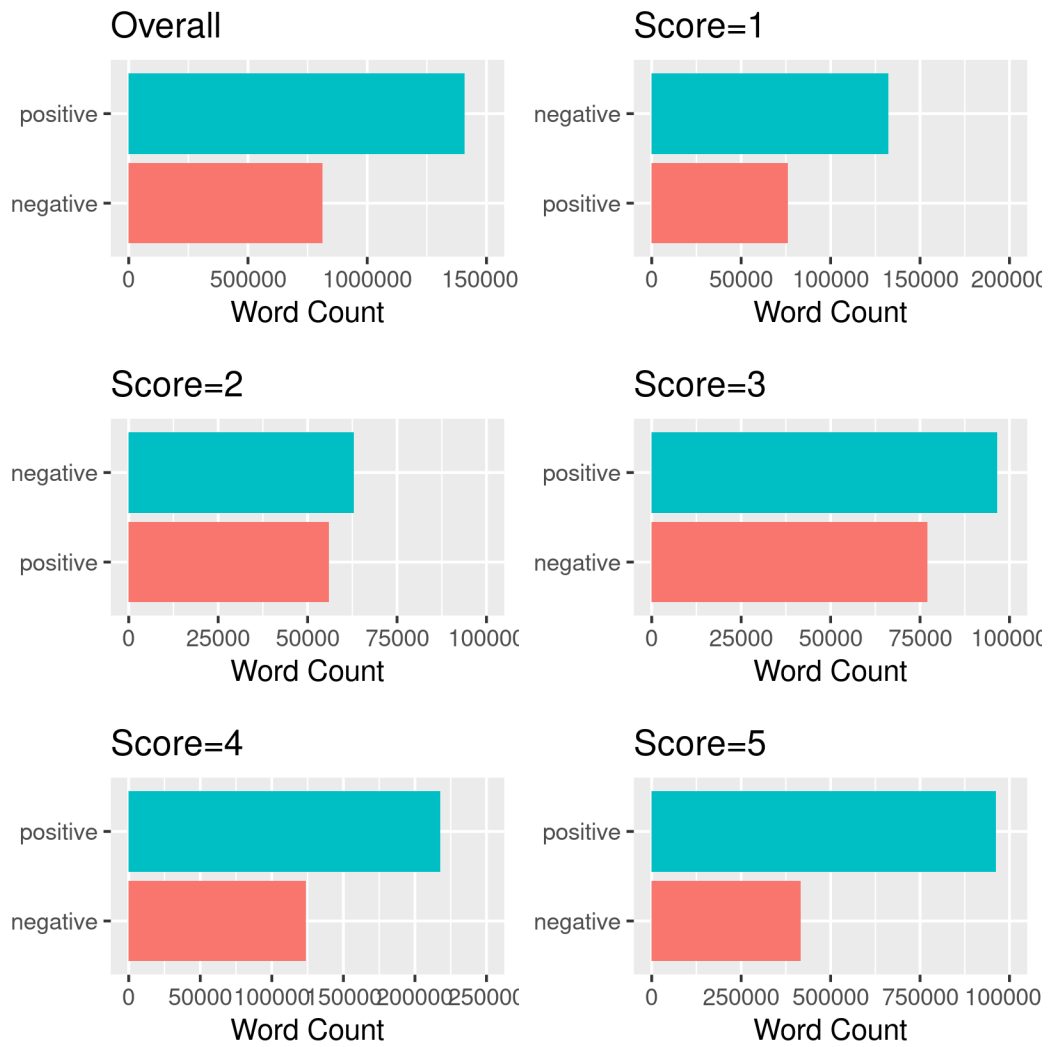 Overall
positive
negative
0 500000 1000000 150000
Word Count
Score=1
negative
positive
0 50000 100000 150000 20000
Word Count
Score=2
negative
positive
0 25000 50000 75000 10000
Word Count
Score=3
positive
negative
0 25000 50000 75000 10000
Word Count
Score=4
positive
negative
0 50000 100000 150000 200000 25000
Word Count
Score=5
positive
negative
0 250000 500000 750000 100000
Word Count